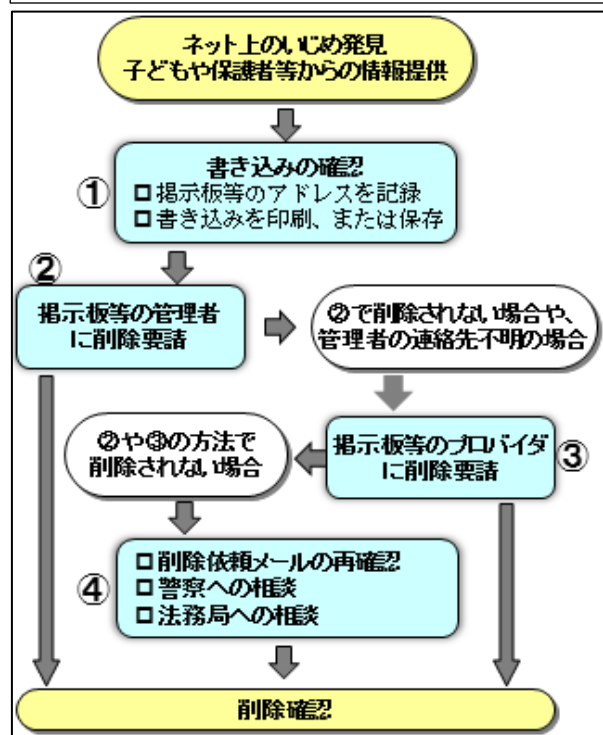 ネット上のいじめ発見
子どもや保護者等からの情報提供
①
書き込みの確認
□掲示板等のアドレスを記録
□書き込みを印刷、または保存
②
掲示板等の管理者
に削除要請
②で削除されない場合や、
管理者の連絡先不明の場合
②や③の方法で
削除されない場合
掲示板等のプロバイダ
に削除要請
③
④
□削除依頼メールの再確認
□警察への相談
□法務局への相談
削除確認